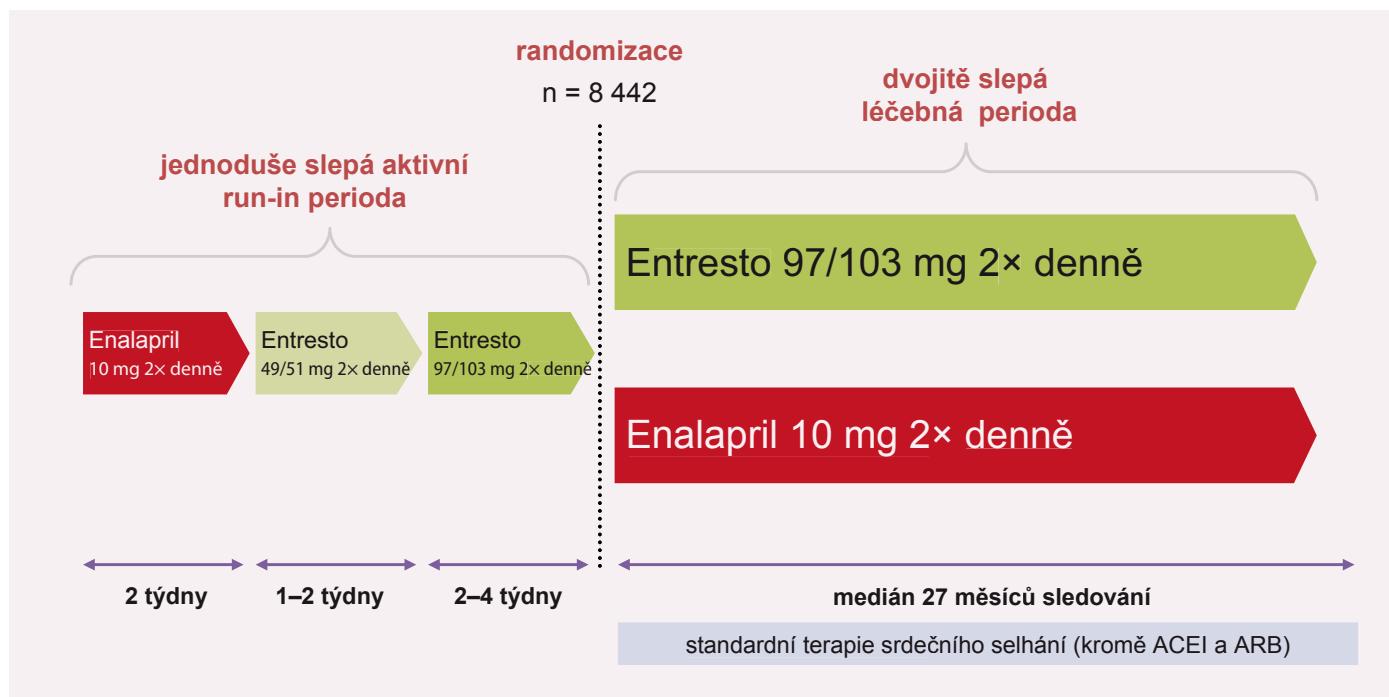 randomizace
n = 8 442
dvojitě slepá
léčebná perioda
jednoduše slepá aktivní
run-in perioda
Entresto 97/103 mg 2× denně
Enalapril
10 mg 2× denně
Entresto
49/51 mg 2× denně
Entresto
97/103 mg 2× denně
Enalapril 10 mg 2× denně
2 týdny
1–2 týdny
2–4 týdny
medián 27 měsíců sledování
standardní terapie srdečního selhání (kromě ACEI a ARB)